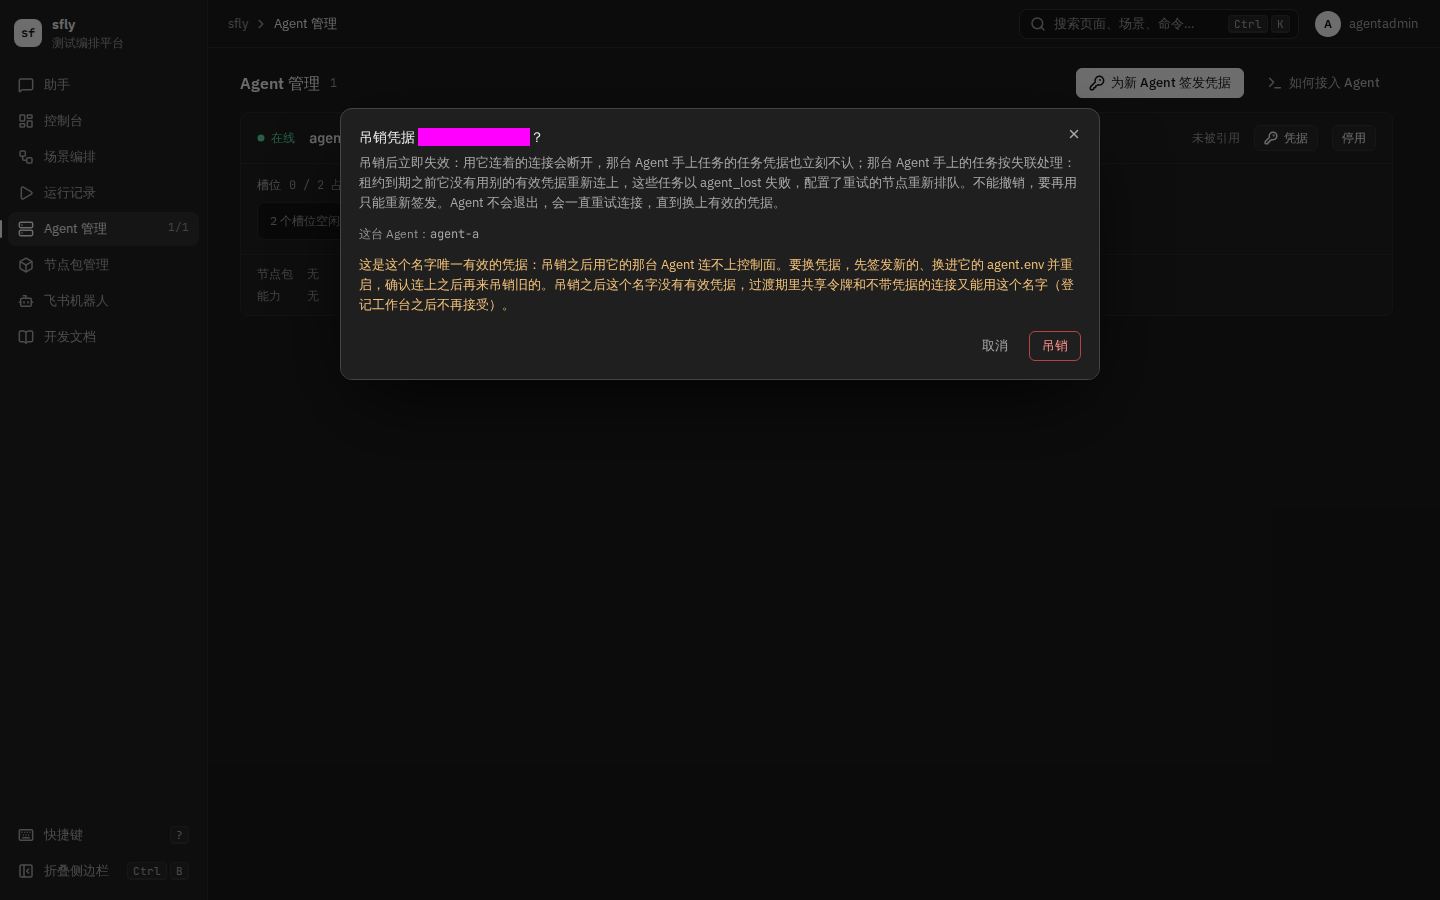 sf
sfly
测试编排平台
助手
控制台
场景编排
运行记录
Agent 管理
1/1
节点包管理
飞书机器人
开发文档
快捷键
?
折叠侧边栏
Ctrl
B
sfly
Agent 管理
搜索页面、场景、命令...
Ctrl
K
A
agentadmin
Agent 管理 1
为新 Agent 签发凭据
如何接入 Agent
在线
未被引用
凭据
停用
槽位 0 / 2 占
2 个槽位空闲
节点包 无
能力 无
吊销凭据 ？
吊销后立即失效：用它连着的连接会断开，那台 Agent 手上任务的任务凭据也立刻不认；那台 Agent 手上的任务按失联处理：
租约到期之前它没有用别的有效凭据重新连上，这些任务以 agent_lost 失败，配置了重试的节点重新排队。不能撤销，要再用
只能重新签发。Agent 不会退出，会一直重试连接，直到换上有效的凭据。
这台 Agent：agent-a
这是这个名字唯一有效的凭据：吊销之后用它的那台 Agent 连不上控制面。要换凭据，先签发新的、换进它的 agent.env 并重
启，确认连上之后再来吊销旧的。吊销之后这个名字没有有效凭据，过渡期里共享令牌和不带凭据的连接又能用这个名字（登
记工作台之后不再接受）。
取消
吊销